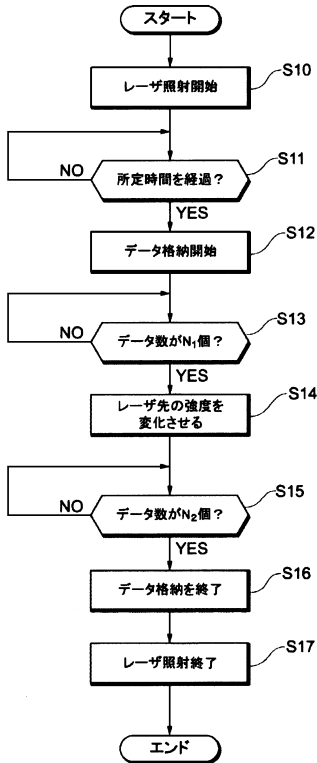 スタート
レーザ照射開始
S10
所定時間を経過?
S11
NO
YES
データ格納開始
S12
データ数がN₁個?
S13
NO
YES
レーザ先の強度を
変化させる
S14
データ数がN₂個?
S15
NO
YES
データ格納を終了
S16
レーザ照射終了
S17
エンド